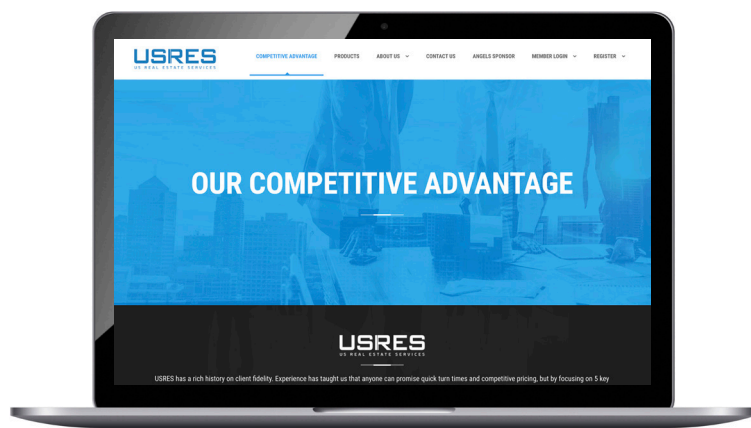 USRES
US REAL ESTATE SERVICES
COMPETITIVE ADVANTAGE PRODUCTS ABOUT US CONTACT US ANGELS SPONSOR MEMBER LOGIN REGISTER
OUR COMPETITIVE ADVANTAGE
USRES
US REAL ESTATE SERVICES
USRES has a rich history on client fidelity. Experience has taught us that anyone can promise quick turn times and competitive pricing, but by focusing on 5 key